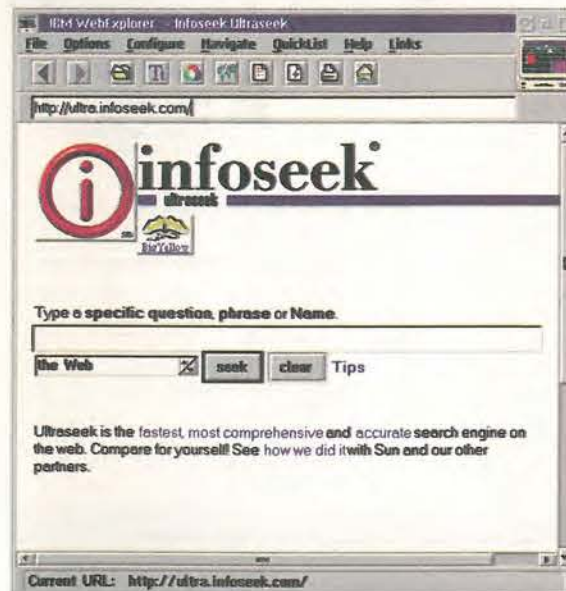 IBM WebExplorer - Infoseek Ultraseek
File Options Configure Navigate QuickList Help Links
http://ultra.infoseek.com/
infoseek
ultraseek
BigYellow
Type a specific question, phrase or Name.
the Web seek clear Tips
Ultraseek is the fastest, most comprehensive and accurate search engine on
the web. Compare for yourself! See how we did itwith Sun and our other
partners.
Current URL: http://ultra.infoseek.com/